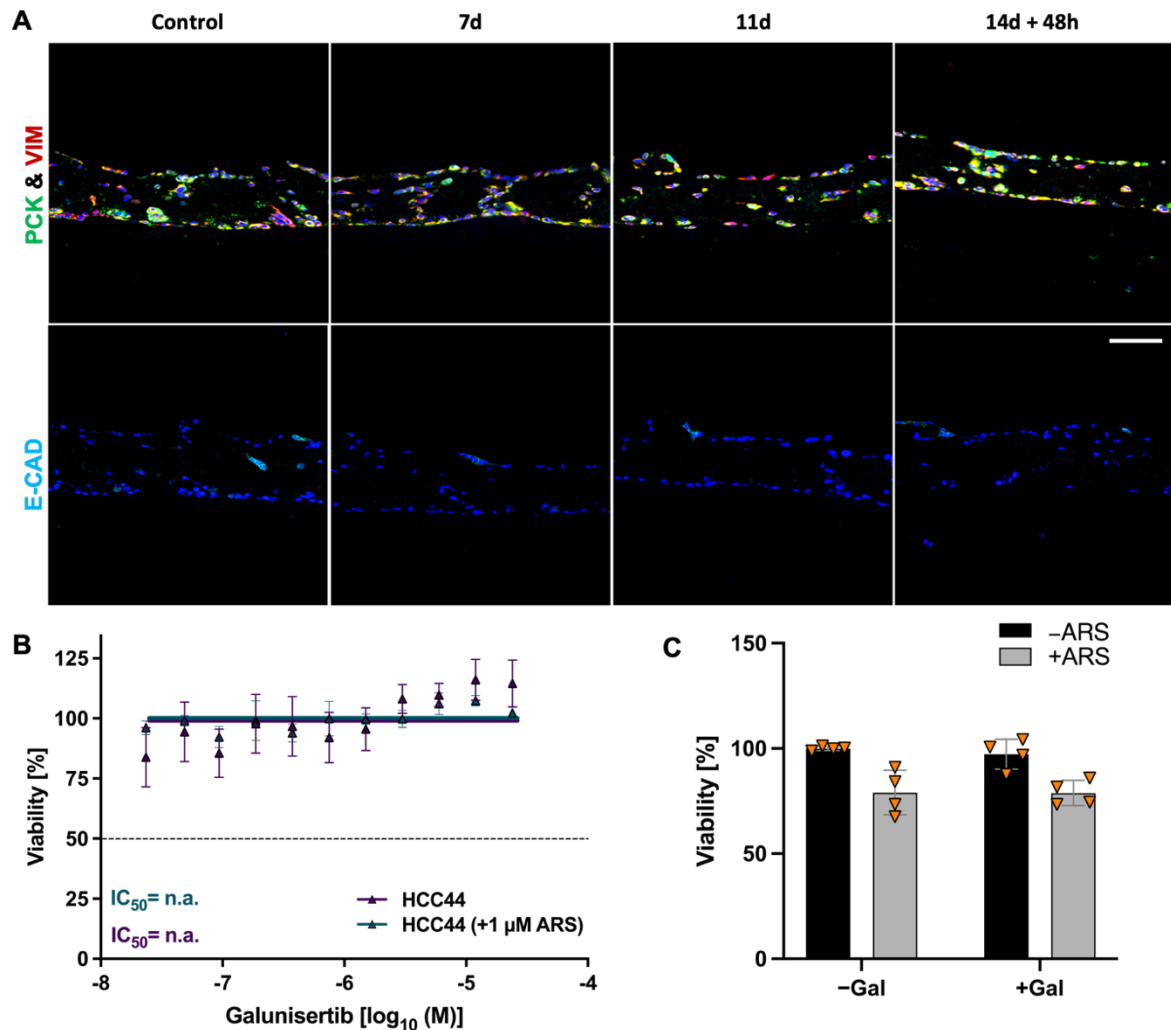 A
Control
7d
11d
14d + 48h
PCK & VIM
E-CAD
B
Viability [%]
125
100
75
50
25
0
IC50= n.a.
IC50= n.a.
HCC44
HCC44 (+1 µM ARS)
-8
-7
-6
-5
-4
Galunisertib [log10 (M)]
C
−ARS
+ARS
Viability [%]
150
100
50
0
−Gal
+Gal